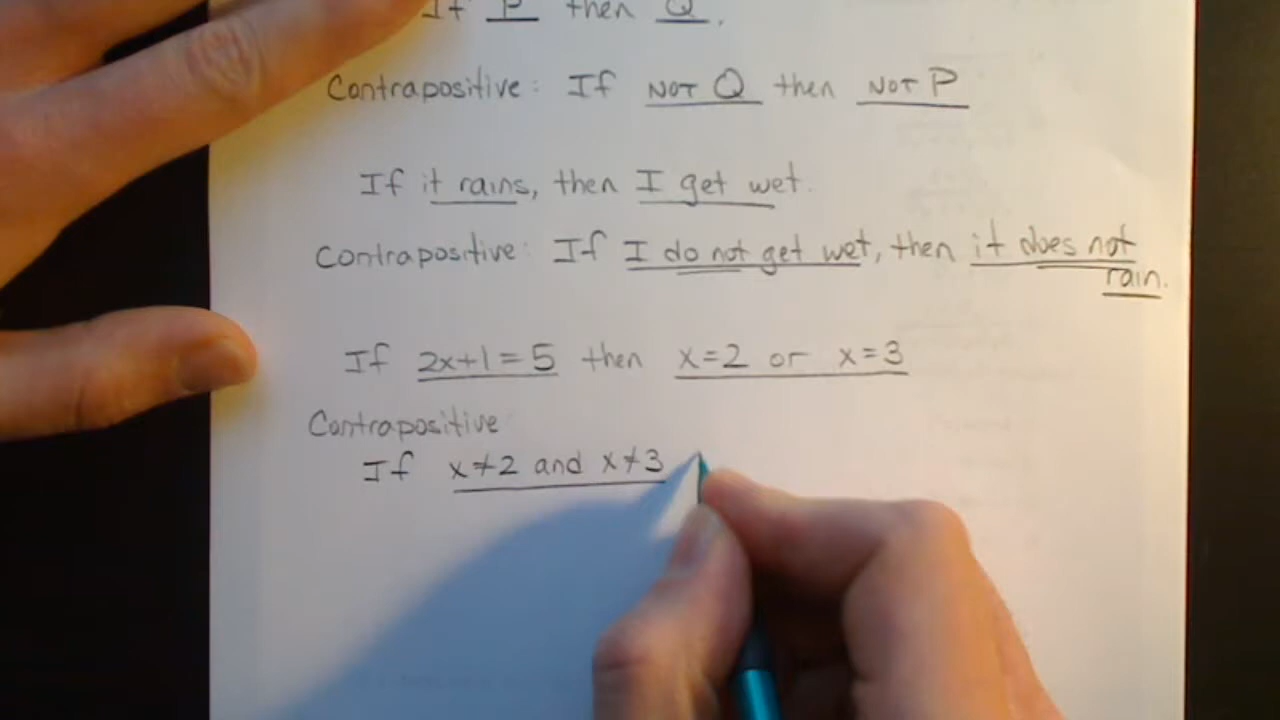 If P then Q.
Contrapositive: If NOT Q then NOT P
If it rains, then I get wet.
Contrapositive: If I do not get wet, then it does not
rain.
If 2x+1=5 then x=2 or x=3
Contrapositive
If x≠2 and x≠3